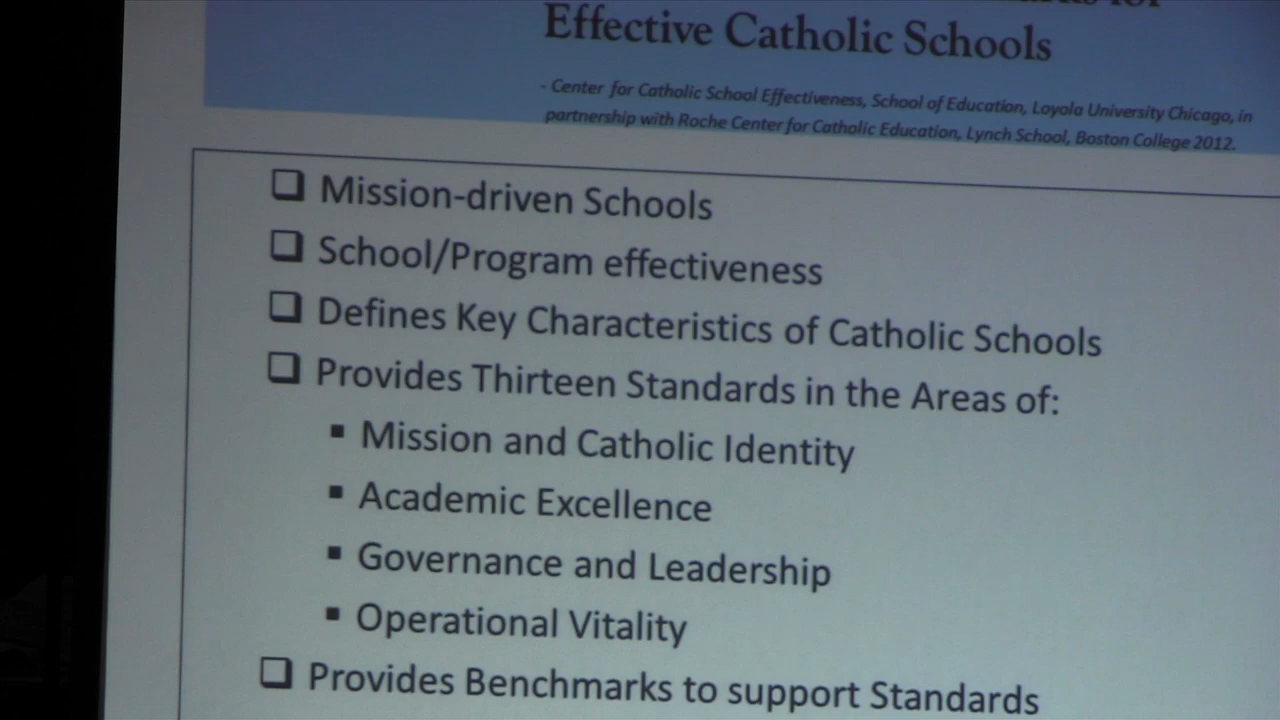 Effective Catholic Schools
- Center for Catholic School Effectiveness, School of Education, Loyola University Chicago, in
partnership with Roche Center for Catholic Education, Lynch School, Boston College 2012.
❑ Mission-driven Schools
❑ School/Program effectiveness
❑ Defines Key Characteristics of Catholic Schools
❑ Provides Thirteen Standards in the Areas of:
▪ Mission and Catholic Identity
▪ Academic Excellence
▪ Governance and Leadership
▪ Operational Vitality
❑ Provides Benchmarks to support Standards